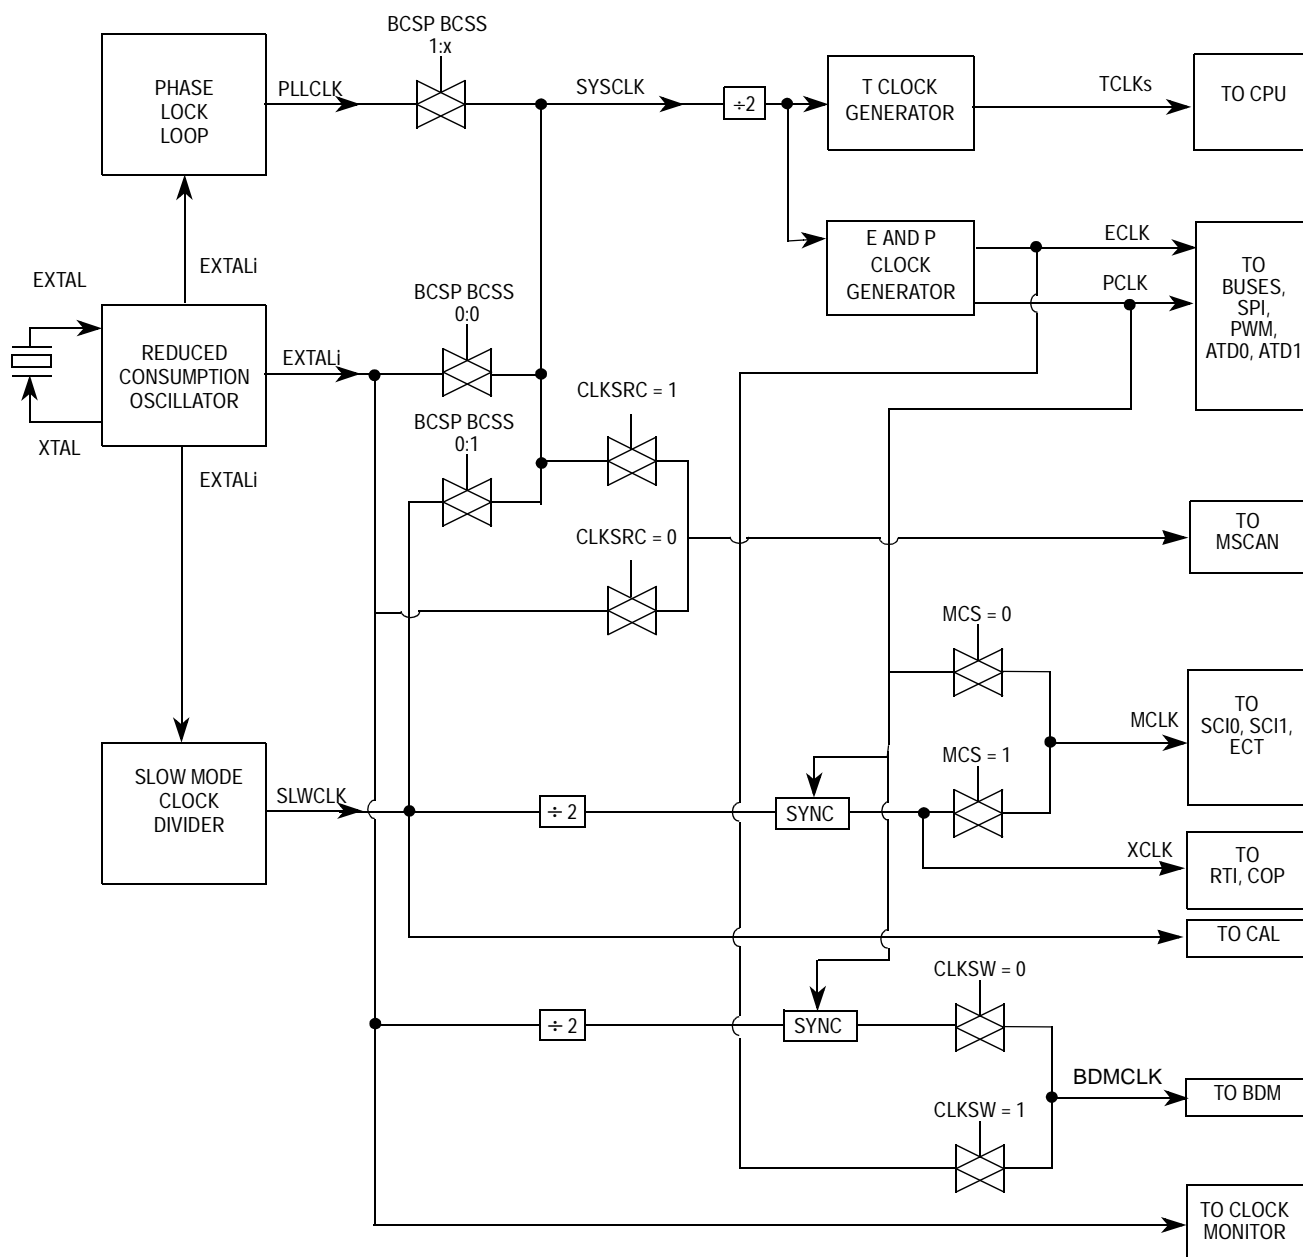 BCSP BCSS
1:x
PHASE
LOCK
LOOP
PLLCLK
SYSCLK
÷2
T CLOCK
GENERATOR
TCLKs
TO CPU
EXTALi
EXTAL
E AND P
CLOCK
GENERATOR
ECLK
PCLK
TO
BUSES,
SPI,
PWM,
ATD0, ATD1
BCSP BCSS
0:0
REDUCED
CONSUMPTION
OSCILLATOR
EXTALi
CLKSRC = 1
XTAL
BCSP BCSS
0:1
EXTALi
CLKSRC = 0
TO
MSCAN
MCS = 0
TO
SCI0, SCI1,
ECT
MCLK
MCS = 1
SLOW MODE
CLOCK
DIVIDER
SLWCLK
÷ 2
SYNC
XCLK
TO
RTI, COP
TO CAL
CLKSW = 0
÷ 2
SYNC
BDMCLK
TO BDM
CLKSW = 1
TO CLOCK
MONITOR